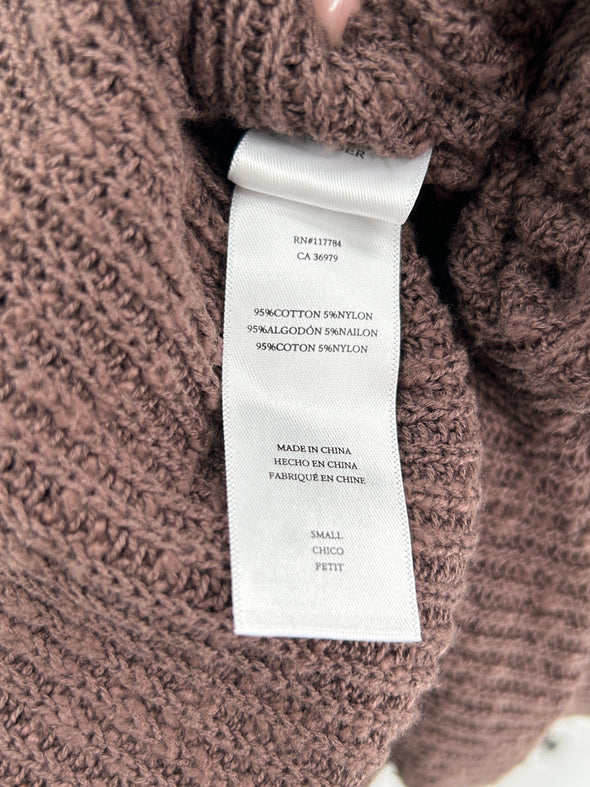 RN#117784
CA 36979
95%COTTON 5%NYLON
95%ALGODÓN 5%NAILON
95%COTON 5%NYLON
MADE IN CHINA
HECHO EN CHINA
FABRIQUÉ EN CHINE
SMALL
CHICO
PETIT